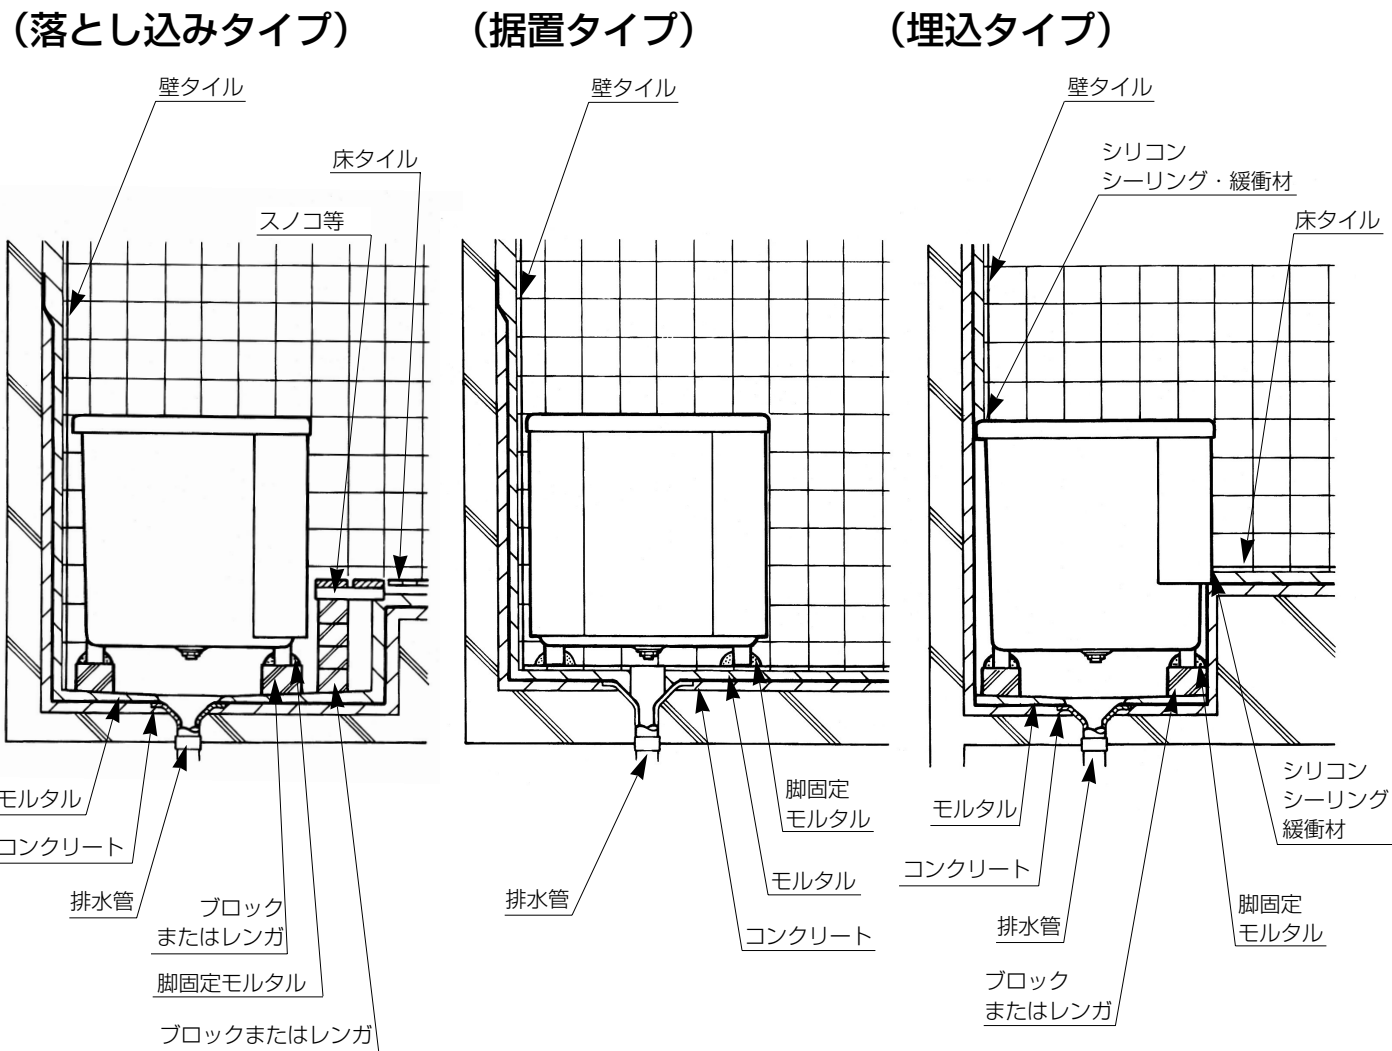 （落とし込みタイプ）
壁タイル
床タイル
スノコ等
モルタル
コンクリート
排水管
ブロック
またはレンガ
脚固定モルタル
ブロックまたはレンガ
（据置タイプ）
壁タイル
脚固定
モルタル
モルタル
排水管
コンクリート
（埋込タイプ）
壁タイル
シリコン
シーリング・緩衝材
床タイル
シリコン
シーリング
緩衝材
モルタル
コンクリート
排水管
脚固定
モルタル
ブロック
またはレンガ